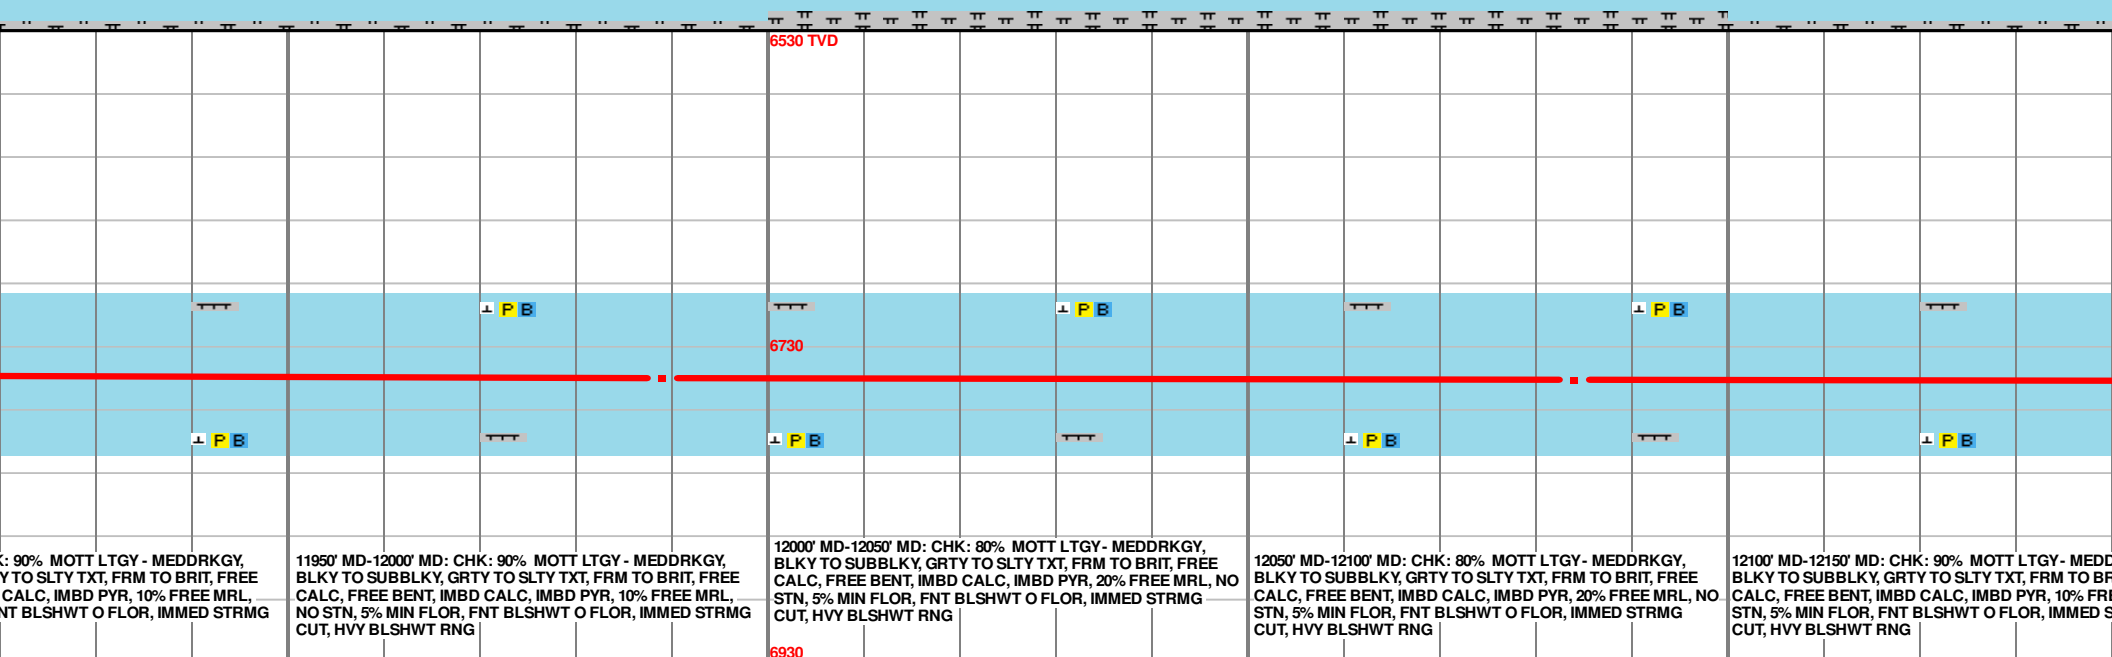 6530 TVD
P B
P B
P B
6730
P B
P B
P B
P B
: 90% MOTT LTGY - MEDDRKGY,
Y TO SLTY TXT, FRM TO BRIT, FREE
CALC, IMBD PYR, 10% FREE MRL,
NT BLSHWT O FLOR, IMMED STRMG
11950' MD-12000' MD: CHK: 90% MOTT LTGY - MEDDRKGY,
BLKY TO SUBBLKY, GRTY TO SLTY TXT, FRM TO BRIT, FREE
CALC, FREE BENT, IMBD CALC, IMBD PYR, 10% FREE MRL,
NO STN, 5% MIN FLOR, FNT BLSHWT O FLOR, IMMED STRMG
CUT, HVY BLSHWT RNG
12000' MD-12050' MD: CHK: 80% MOTT LTGY - MEDDRKGY,
BLKY TO SUBBLKY, GRTY TO SLTY TXT, FRM TO BRIT, FREE
CALC, FREE BENT, IMBD CALC, IMBD PYR, 20% FREE MRL, NO
STN, 5% MIN FLOR, FNT BLSHWT O FLOR, IMMED STRMG
CUT, HVY BLSHWT RNG
12050' MD-12100' MD: CHK: 80% MOTT LTGY - MEDDRKGY,
BLKY TO SUBBLKY, GRTY TO SLTY TXT, FRM TO BRIT, FREE
CALC, FREE BENT, IMBD CALC, IMBD PYR, 20% FREE MRL, NO
STN, 5% MIN FLOR, FNT BLSHWT O FLOR, IMMED STRMG
CUT, HVY BLSHWT RNG
12100' MD-12150' MD: CHK: 90% MOTT LTGY - MEDD
BLKY TO SUBBLKY, GRTY TO SLTY TXT, FRM TO BR
CALC, FREE BENT, IMBD CALC, IMBD PYR, 10% FRE
STN, 5% MIN FLOR, FNT BLSHWT O FLOR, IMMED S
CUT, HVY BLSHWT RNG
6930